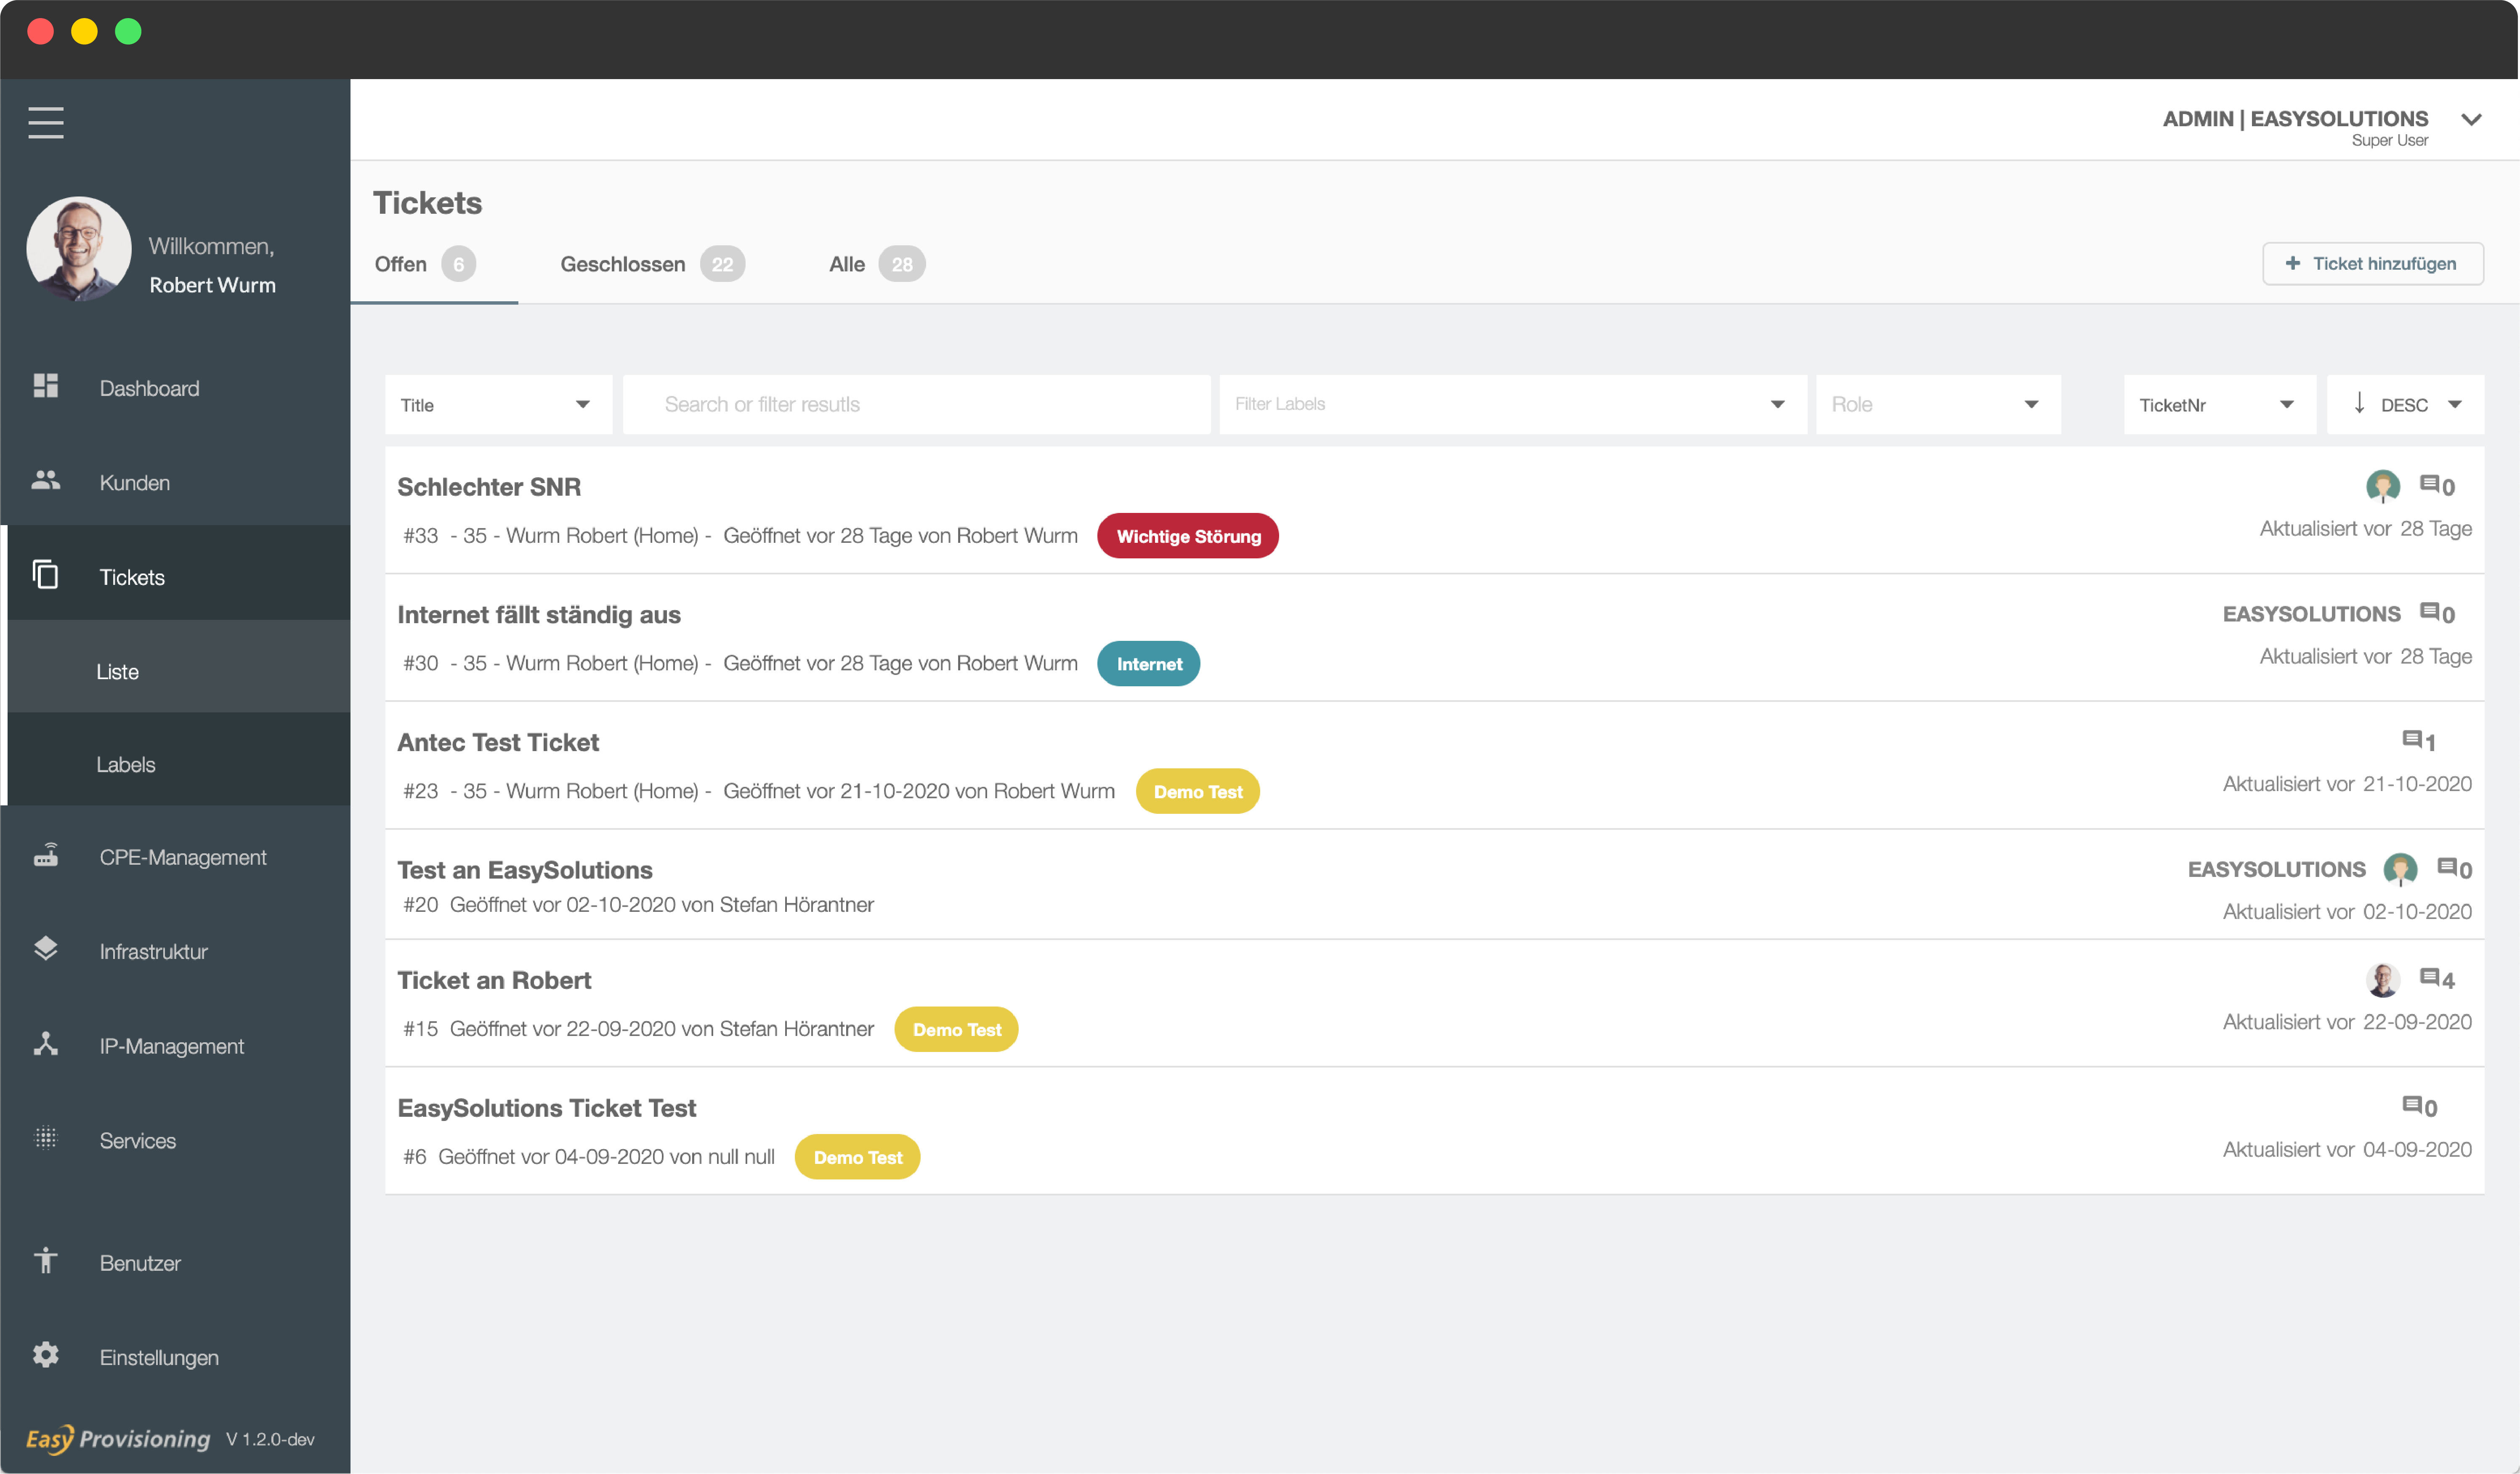 ADMIN | EASYSOLUTIONS
Super User
Willkommen,
Robert Wurm
Dashboard
Kunden
Tickets
Liste
Labels
CPE-Management
Infrastruktur
IP-Management
Services
Benutzer
Einstellungen
Easy Provisioning V 1.2.0-dev
Tickets
Offen 6 Geschlossen 22 Alle 28
+ Ticket hinzufügen
Title Search or filter resutls Filter Labels Role TicketNr ↓ DESC
Schlechter SNR 0
#33 - 35 - Wurm Robert (Home) - Geöffnet vor 28 Tage von Robert Wurm Wichtige Störung
Aktualisiert vor 28 Tage
Internet fällt ständig aus EASYSOLUTIONS 0
#30 - 35 - Wurm Robert (Home) - Geöffnet vor 28 Tage von Robert Wurm Internet
Aktualisiert vor 28 Tage
Antec Test Ticket 1
#23 - 35 - Wurm Robert (Home) - Geöffnet vor 21-10-2020 von Robert Wurm Demo Test
Aktualisiert vor 21-10-2020
Test an EasySolutions EASYSOLUTIONS 0
#20 Geöffnet vor 02-10-2020 von Stefan Hörantner
Aktualisiert vor 02-10-2020
Ticket an Robert 4
#15 Geöffnet vor 22-09-2020 von Stefan Hörantner Demo Test
Aktualisiert vor 22-09-2020
EasySolutions Ticket Test 0
#6 Geöffnet vor 04-09-2020 von null null Demo Test
Aktualisiert vor 04-09-2020